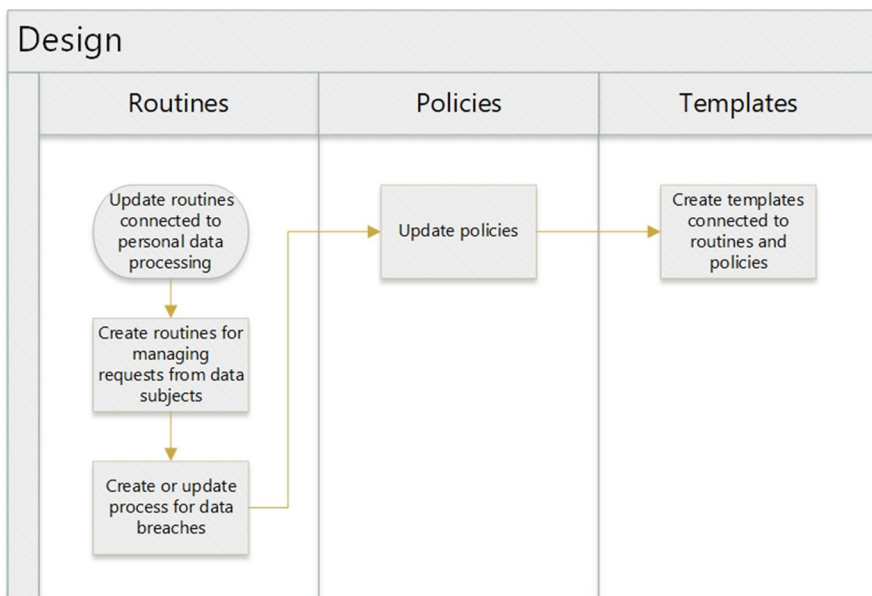 Design
Routines
Policies
Templates
Update routines
connected to
personal data
processing
Create routines for
managing
requests from data
subjects
Create or update
process for data
breaches
Update policies
Create templates
connected to
routines and
policies